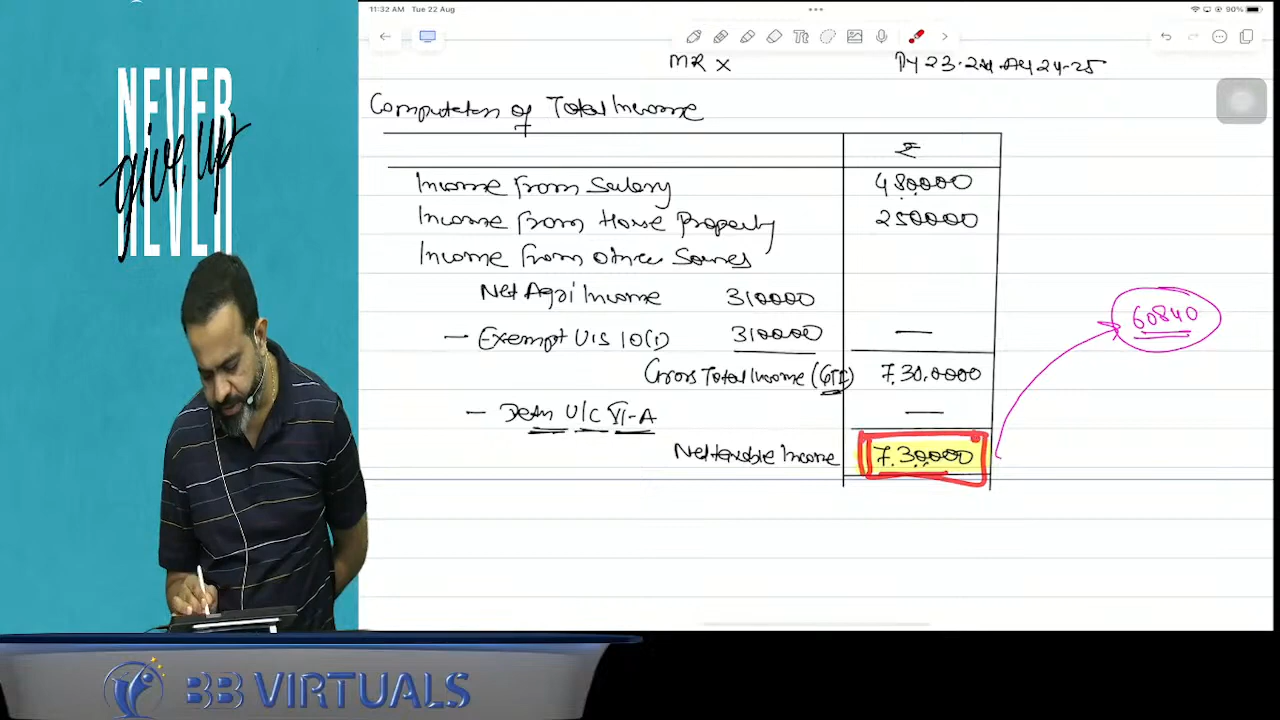 11:32 AM Tue 22 Aug
90%
NEVER
give up
NEVER
MR X PY 23-24 AY 24-25
Computation of Total Income
₹
Income from Salary 480000
Income from House Property 250000
Income from other Sources
Net Agri Income 310000
- Exempt U/s 10(1) 310000 —
60840
Gross Total Income (GTI) 7,30,0000
- Dedn U/C VI-A —
Net taxable Income 7,30,000
BB VIRTUALS